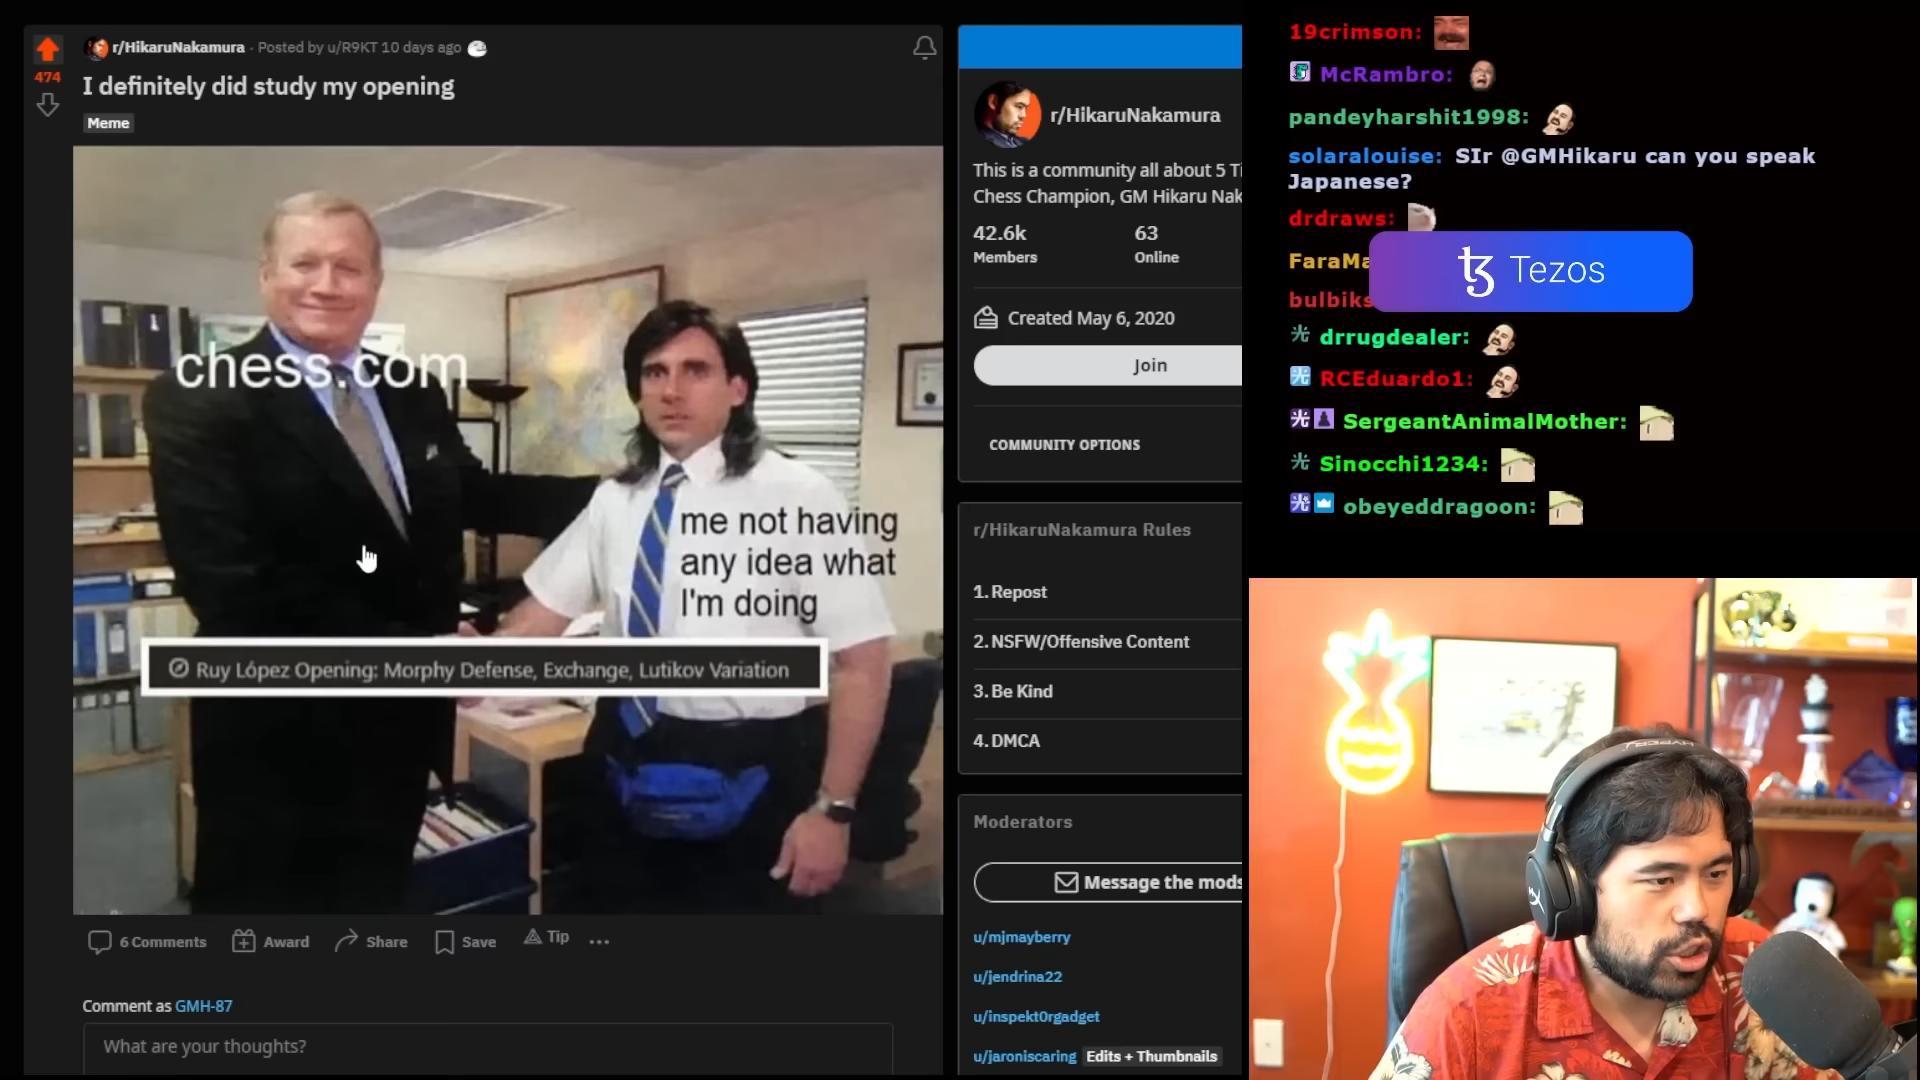 r/HikaruNakamura · Posted by u/R9KT 10 days ago
474
I definitely did study my opening
Meme
chess.com
me not having
any idea what
I'm doing
Ruy López Opening: Morphy Defense, Exchange, Lutikov Variation
6 Comments
Award
Share
Save
Tip
Comment as GMH-87
What are your thoughts?
r/HikaruNakamura
This is a community all about 5 Ti
Chess Champion, GM Hikaru Nak
42.6k
63
Members
Online
Created May 6, 2020
Join
COMMUNITY OPTIONS
r/HikaruNakamura Rules
1. Repost
2. NSFW/Offensive Content
3. Be Kind
4. DMCA
Moderators
Message the mods
u/mjmayberry
u/jendrina22
u/inspekt0rgadget
u/jaroniscaring Edits + Thumbnails
19crimson:
McRambro:
pandeyharshit1998:
solaralouise: SIr @GMHikaru can you speak
Japanese?
drdraws:
FaraMa
bulbiks
Tezos
drrugdealer:
光 RCEduardo1:
光 SergeantAnimalMother:
Sinocchi1234:
obeyeddragoon: